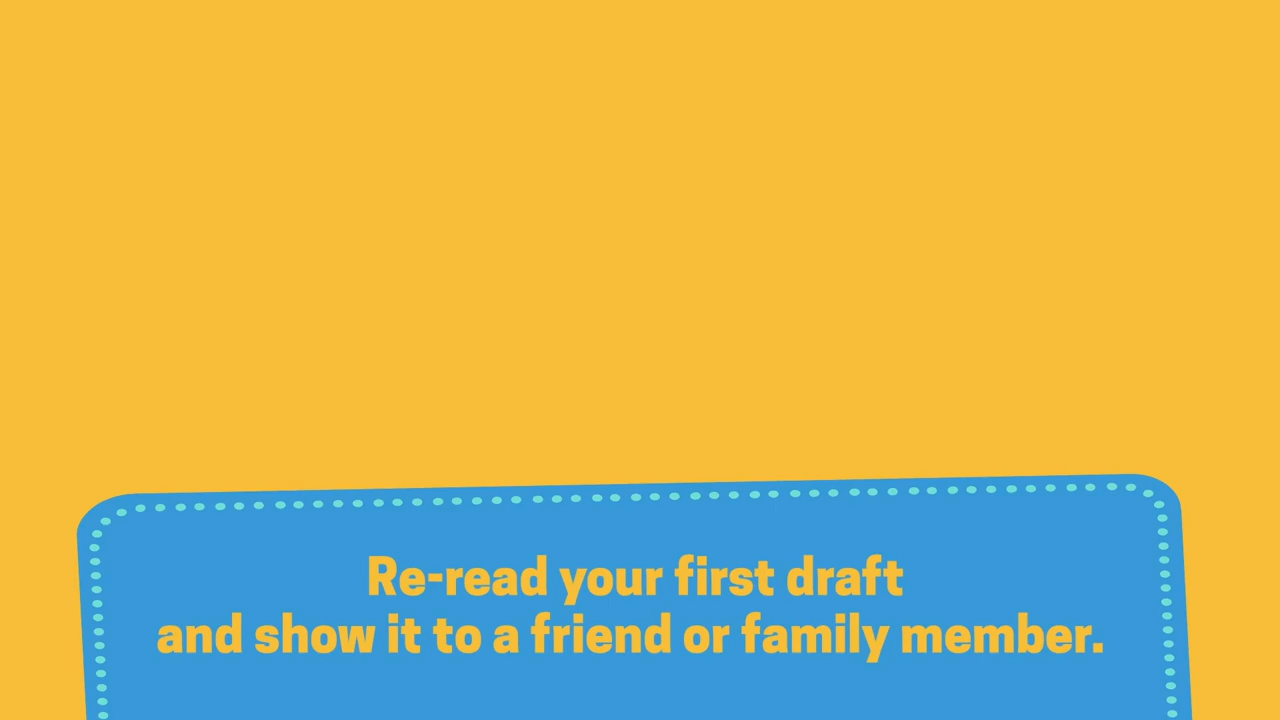 Re-read your first draft
and show it to a friend or family member.